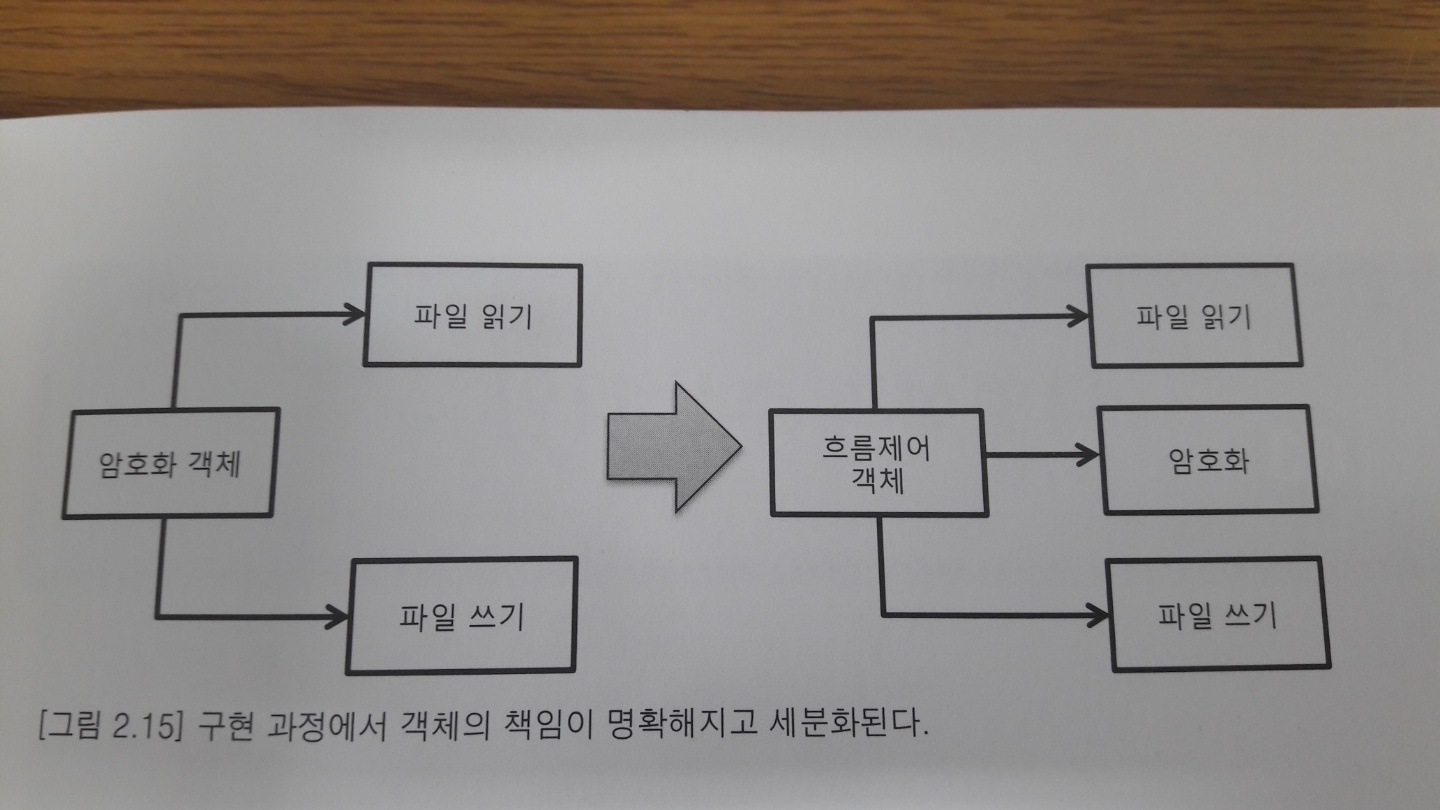 파일 읽기
암호화 객체
파일 쓰기
파일 읽기
흐름제어
객체
암호화
파일 쓰기
[그림 2.15] 구현 과정에서 객체의 책임이 명확해지고 세분화된다.